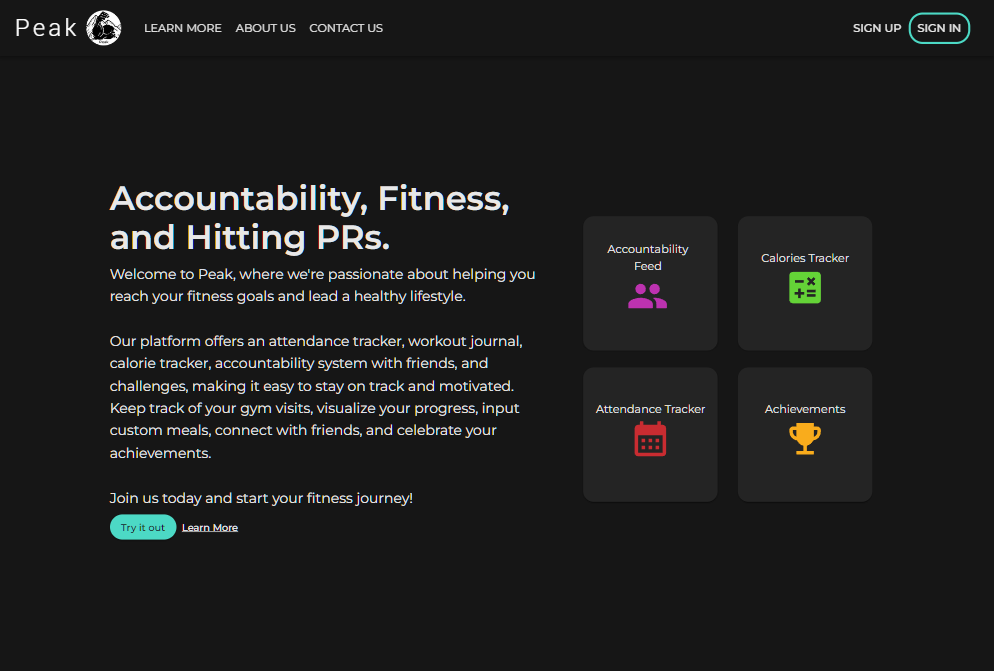 Peak
LEARN MORE ABOUT US CONTACT US
SIGN UP SIGN IN
Accountability, Fitness,
and Hitting PRs.
Welcome to Peak, where we're passionate about helping you
reach your fitness goals and lead a healthy lifestyle.
Our platform offers an attendance tracker, workout journal,
calorie tracker, accountability system with friends, and
challenges, making it easy to stay on track and motivated.
Keep track of your gym visits, visualize your progress, input
custom meals, connect with friends, and celebrate your
achievements.
Join us today and start your fitness journey!
Try it out Learn More
Accountability
Feed
Calories Tracker
Attendance Tracker
Achievements